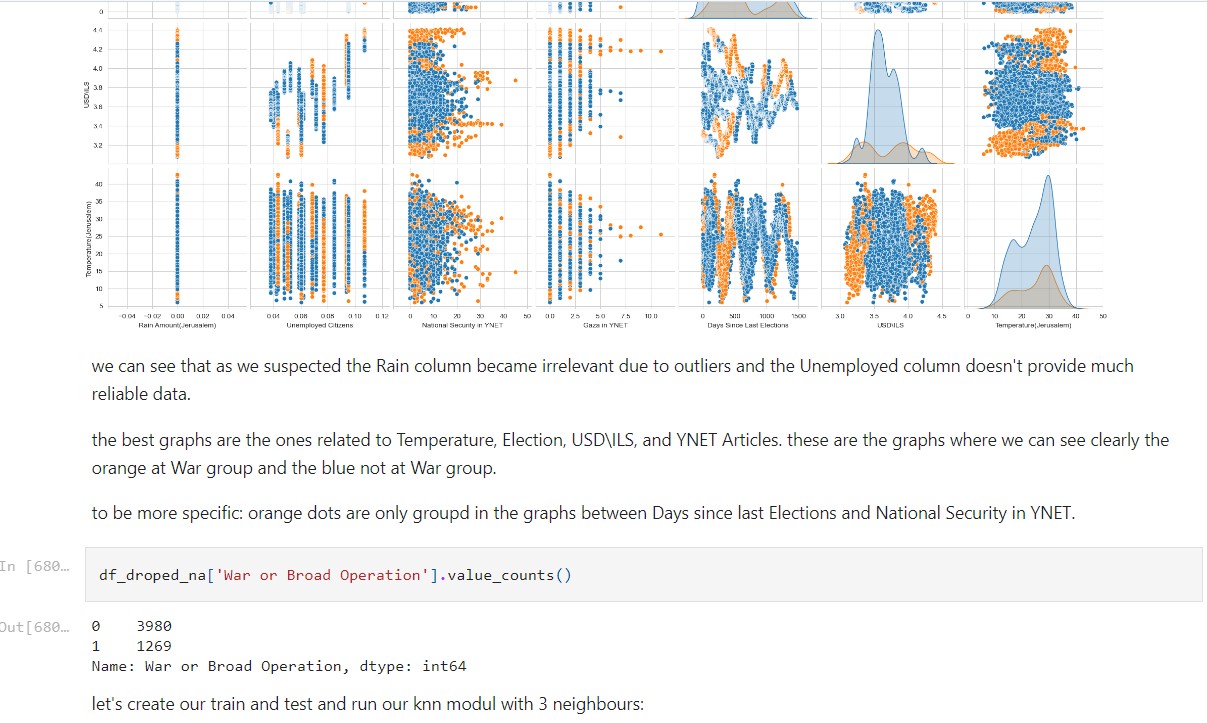 0
4.4
4.2
4.0
3.8
3.6
3.4
3.2
USD\ILS
40
35
30
25
20
15
10
5
Temperature(Jerusalem)
-0.04 -0.02 0.00 0.02 0.04
Rain Amount(Jerusalem)
0.04 0.06 0.08 0.10 0.12
Unemployed Citizens
0 10 20 30 40 50
National Security in YNET
0.0 2.5 5.0 7.5 10.0
Gaza in YNET
0 500 1000 1500
Days Since Last Elections
3.0 3.5 4.0 4.5
USD\ILS
0 10 20 30 40 50
Temperature(Jerusalem)
we can see that as we suspected the Rain column became irrelevant due to outliers and the Unemployed column doesn't provide much
reliable data.
the best graphs are the ones related to Temperature, Election, USD\ILS, and YNET Articles. these are the graphs where we can see clearly the
orange at War group and the blue not at War group.
to be more specific: orange dots are only groupd in the graphs between Days since last Elections and National Security in YNET.
In [680…
df_droped_na['War or Broad Operation'].value_counts()
Out[680…
0 3980
1 1269
Name: War or Broad Operation, dtype: int64
let's create our train and test and run our knn modul with 3 neighbours: